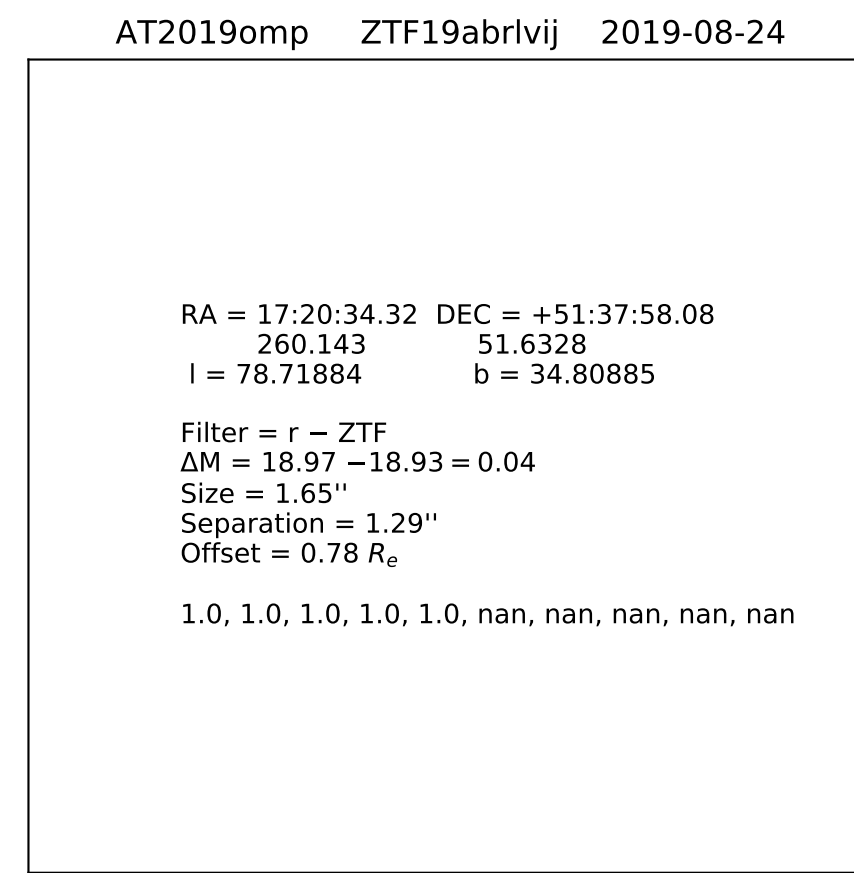 AT2019omp ZTF19abrlvij 2019-08-24
RA = 17:20:34.32 DEC = +51:37:58.08
260.143 51.6328
l = 78.71884 b = 34.80885
Filter = r − ZTF
ΔM = 18.97 −18.93 = 0.04
Size = 1.65''
Separation = 1.29''
Offset = 0.78 Rₑ
1.0, 1.0, 1.0, 1.0, 1.0, nan, nan, nan, nan, nan